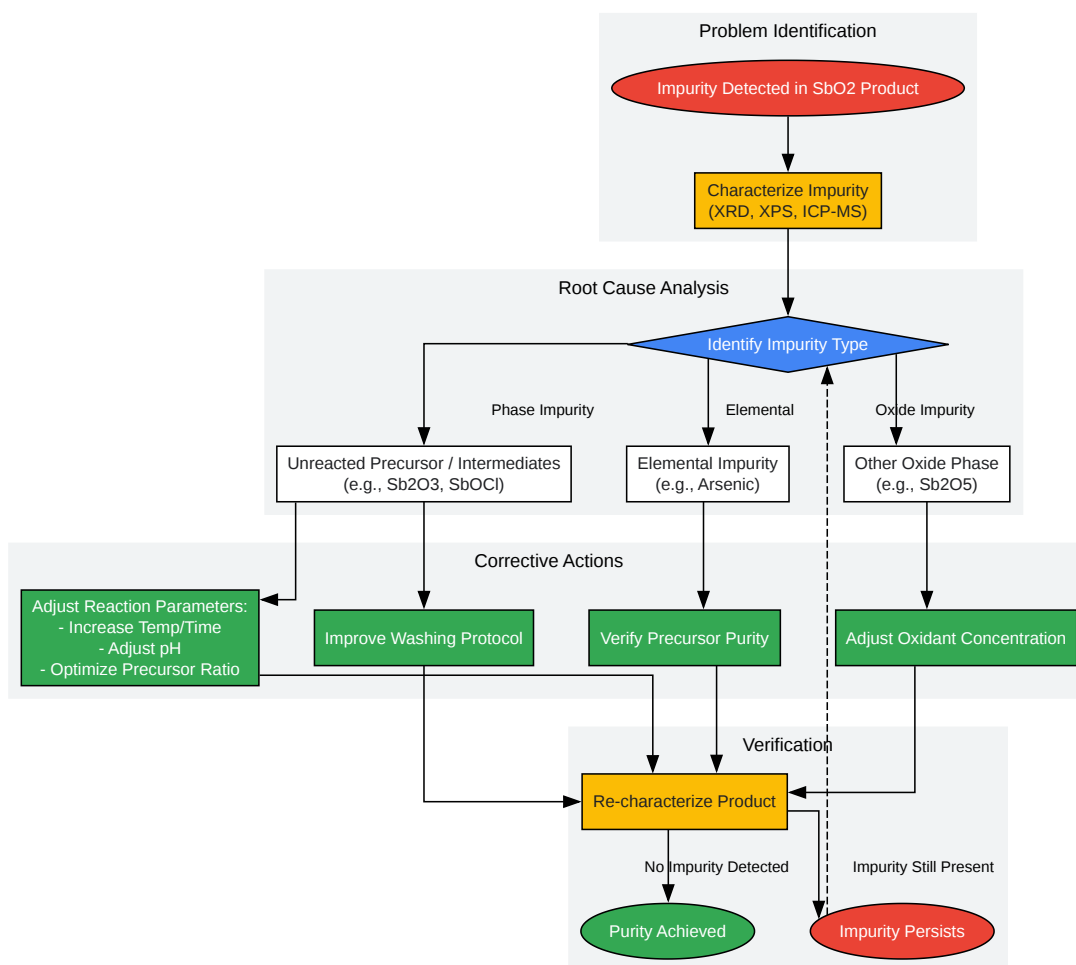 Problem Identification
Impurity Detected in SbO2 Product
Characterize Impurity
(XRD, XPS, ICP-MS)
Root Cause Analysis
Identify Impurity Type
Phase Impurity
Elemental
Oxide Impurity
Unreacted Precursor / Intermediates
(e.g., Sb2O3, SbOCl)
Elemental Impurity
(e.g., Arsenic)
Other Oxide Phase
(e.g., Sb2O5)
Corrective Actions
Adjust Reaction Parameters:
- Increase Temp/Time
- Adjust pH
- Optimize Precursor Ratio
Improve Washing Protocol
Verify Precursor Purity
Adjust Oxidant Concentration
Verification
Re-characterize Product
No Impurity Detected
Impurity Still Present
Purity Achieved
Impurity Persists